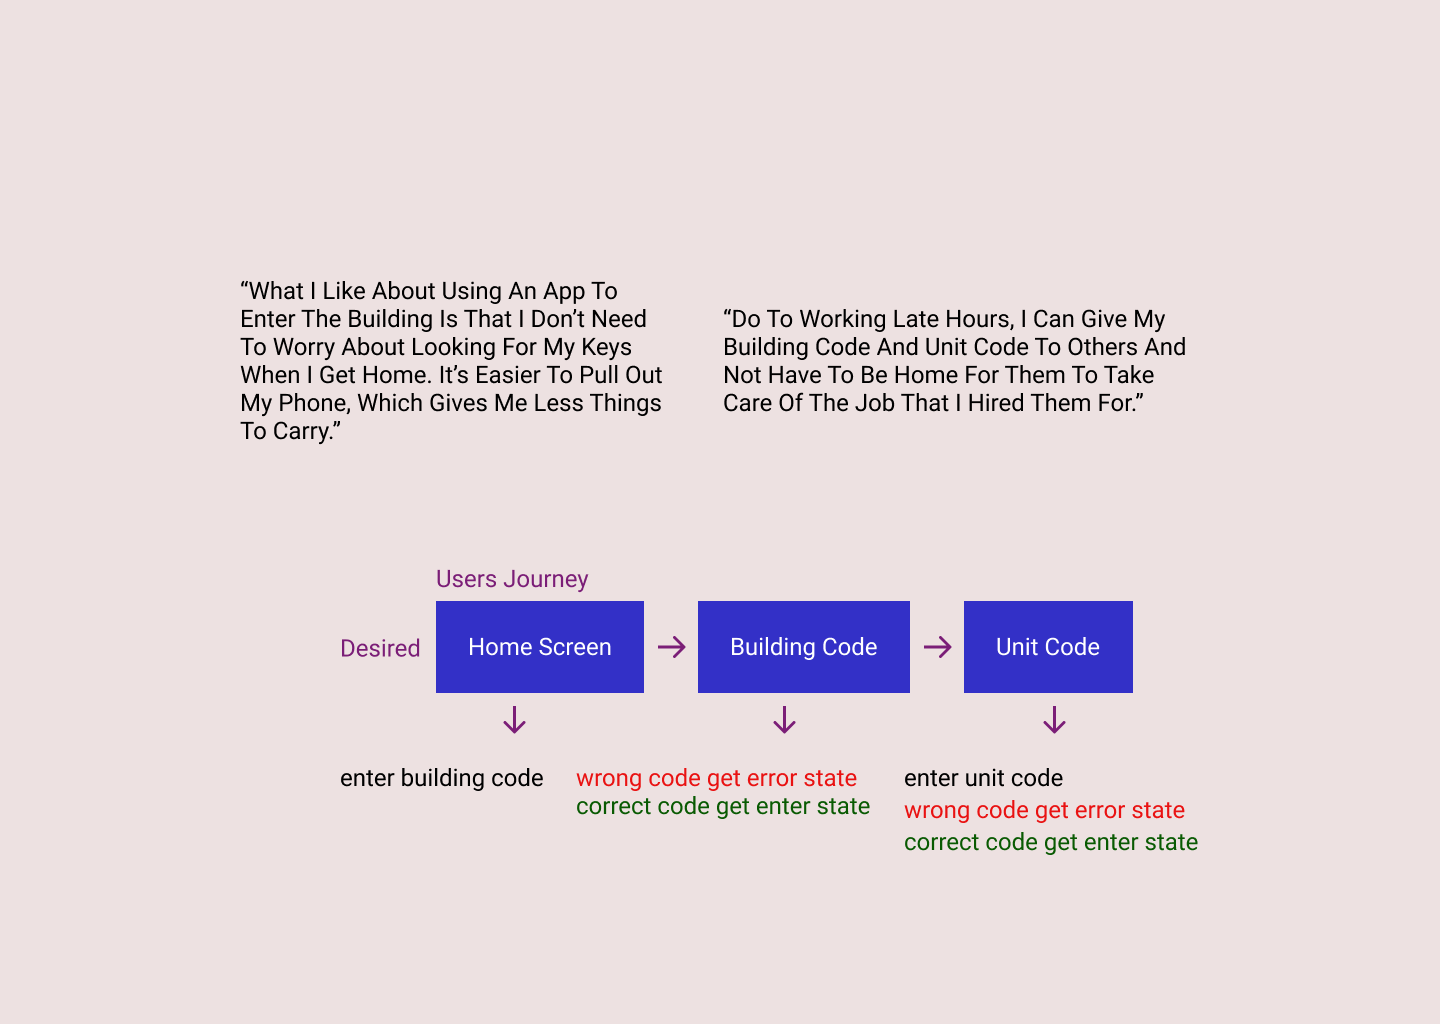 “What I Like About Using An App To
Enter The Building Is That I Don’t Need
To Worry About Looking For My Keys
When I Get Home. It’s Easier To Pull Out
My Phone, Which Gives Me Less Things
To Carry.”
“Do To Working Late Hours, I Can Give My
Building Code And Unit Code To Others And
Not Have To Be Home For Them To Take
Care Of The Job That I Hired Them For.”
Users Journey
Desired
Home Screen
Building Code
Unit Code
enter building code
wrong code get error state
correct code get enter state
enter unit code
wrong code get error state
correct code get enter state